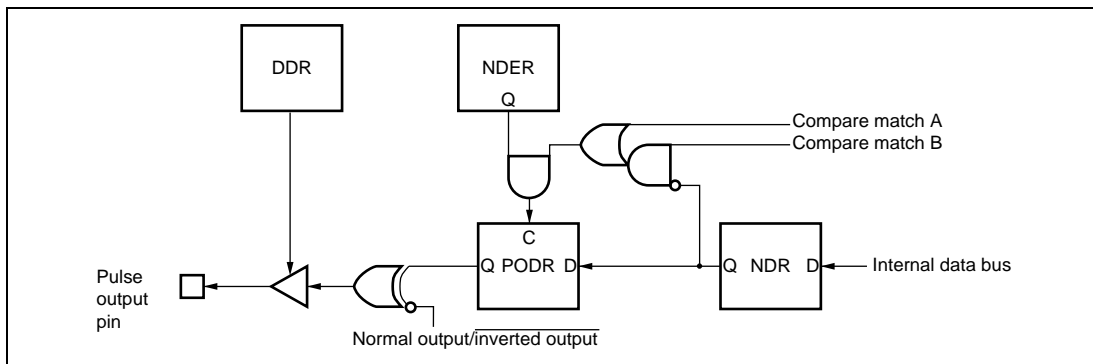 DDR
NDER
Q
Compare match A
Compare match B
C
Q PODR D
Q NDR D
Internal data bus
Pulse
output
pin
Normal output/inverted output